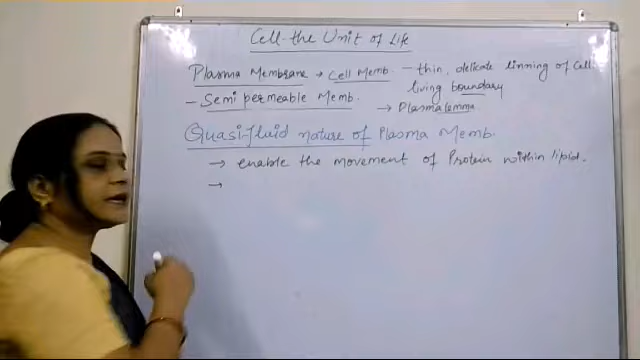 Cell-the Unit of Life
Plasma Membrane → Cell Memb. - thin, delicate linning of Cell.
living boundary
- Semi permeable Memb. → Plasmalemma
Quasi-fluid nature of Plasma Memb.
→ enable the movement of Protein within lipid.
→